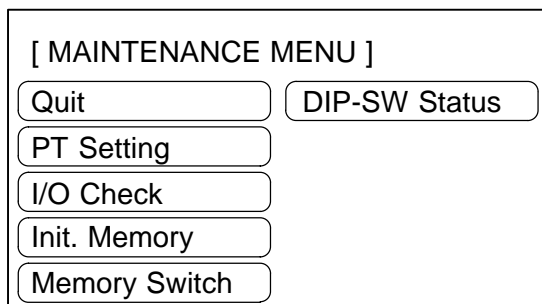 [ MAINTENANCE MENU ]
Quit
DIP-SW Status
PT Setting
I/O Check
Init. Memory
Memory Switch